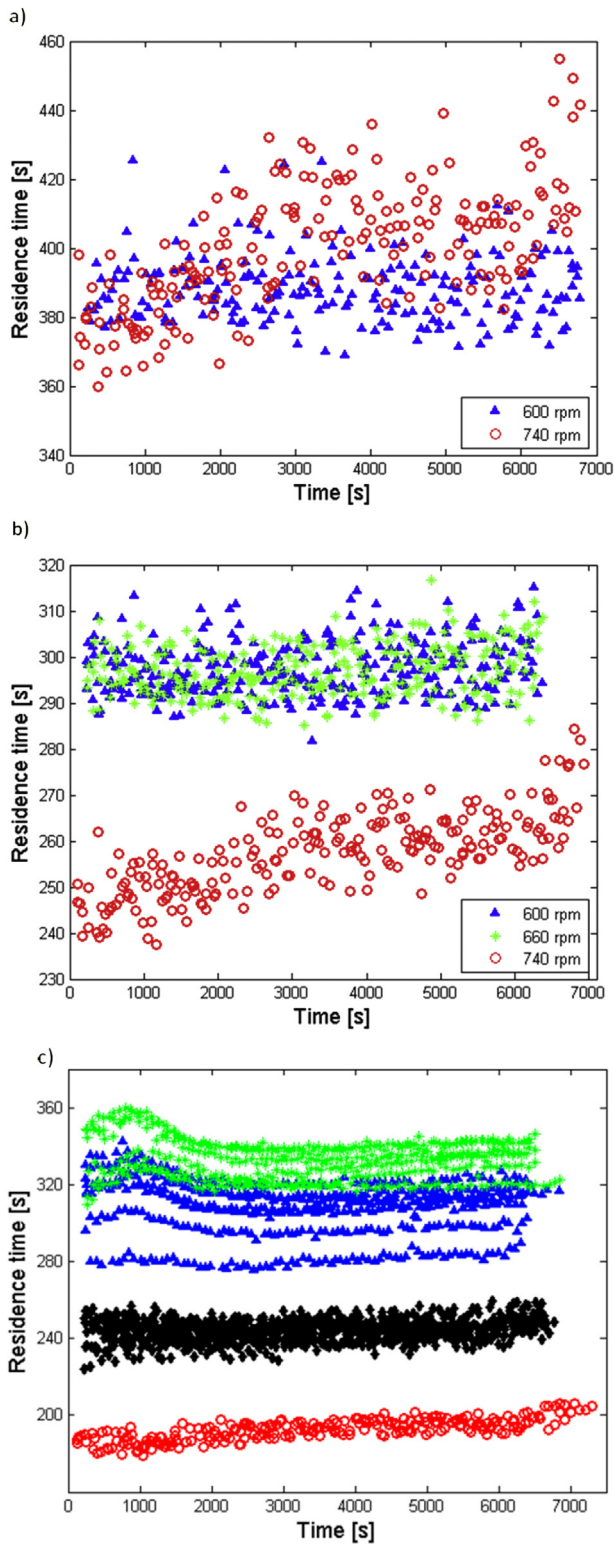 a)
460
440
420
400
380
360
340
Residence time [s]
0 1000 2000 3000 4000 5000 6000 7000
Time [s]
600 rpm
740 rpm
b)
320
310
300
290
280
270
260
250
240
230
Residence time [s]
0 1000 2000 3000 4000 5000 6000 7000
Time [s]
600 rpm
660 rpm
740 rpm
c)
360
320
280
240
200
Residence time [s]
0 1000 2000 3000 4000 5000 6000 7000
Time [s]